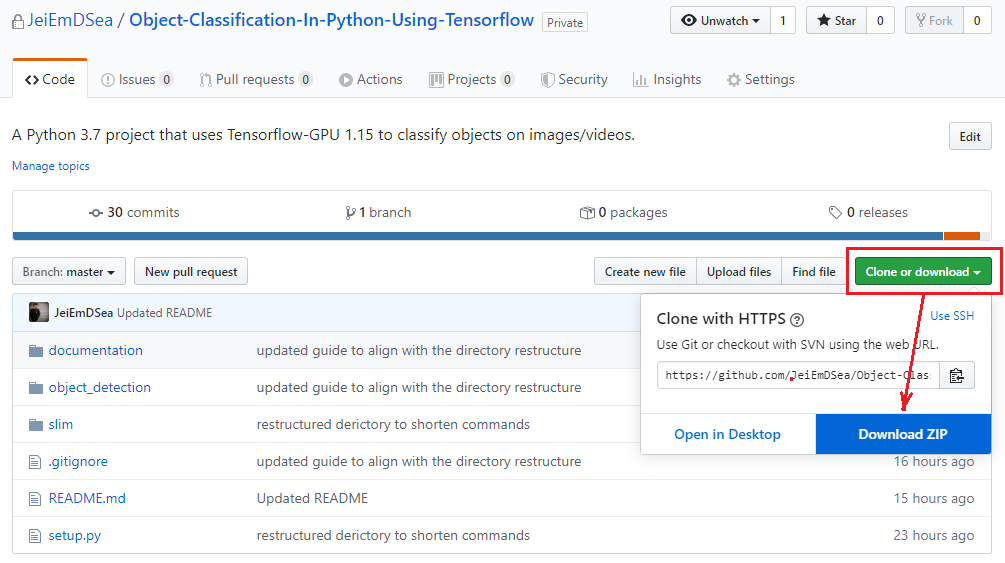 JeiEmDSea / Object-Classification-In-Python-Using-Tensorflow Private Unwatch 1 Star 0 Fork 0
Code Issues 0 Pull requests 0 Actions Projects 0 Security Insights Settings
A Python 3.7 project that uses Tensorflow-GPU 1.15 to classify objects on images/videos. Edit
Manage topics
30 commits 1 branch 0 packages 0 releases
Branch: master New pull request Create new file Upload files Find file Clone or download
JeiEmDSea Updated README
Clone with HTTPS ? Use SSH
Use Git or checkout with SVN using the web URL.
https://github.com/JeiEmDSea/Object-Clas
Open in Desktop Download ZIP
documentation updated guide to align with the directory restructure
object_detection updated guide to align with the directory restructure
slim restructured derictory to shorten commands
.gitignore updated guide to align with the directory restructure 16 hours ago
README.md Updated README 15 hours ago
setup.py restructured derictory to shorten commands 23 hours ago